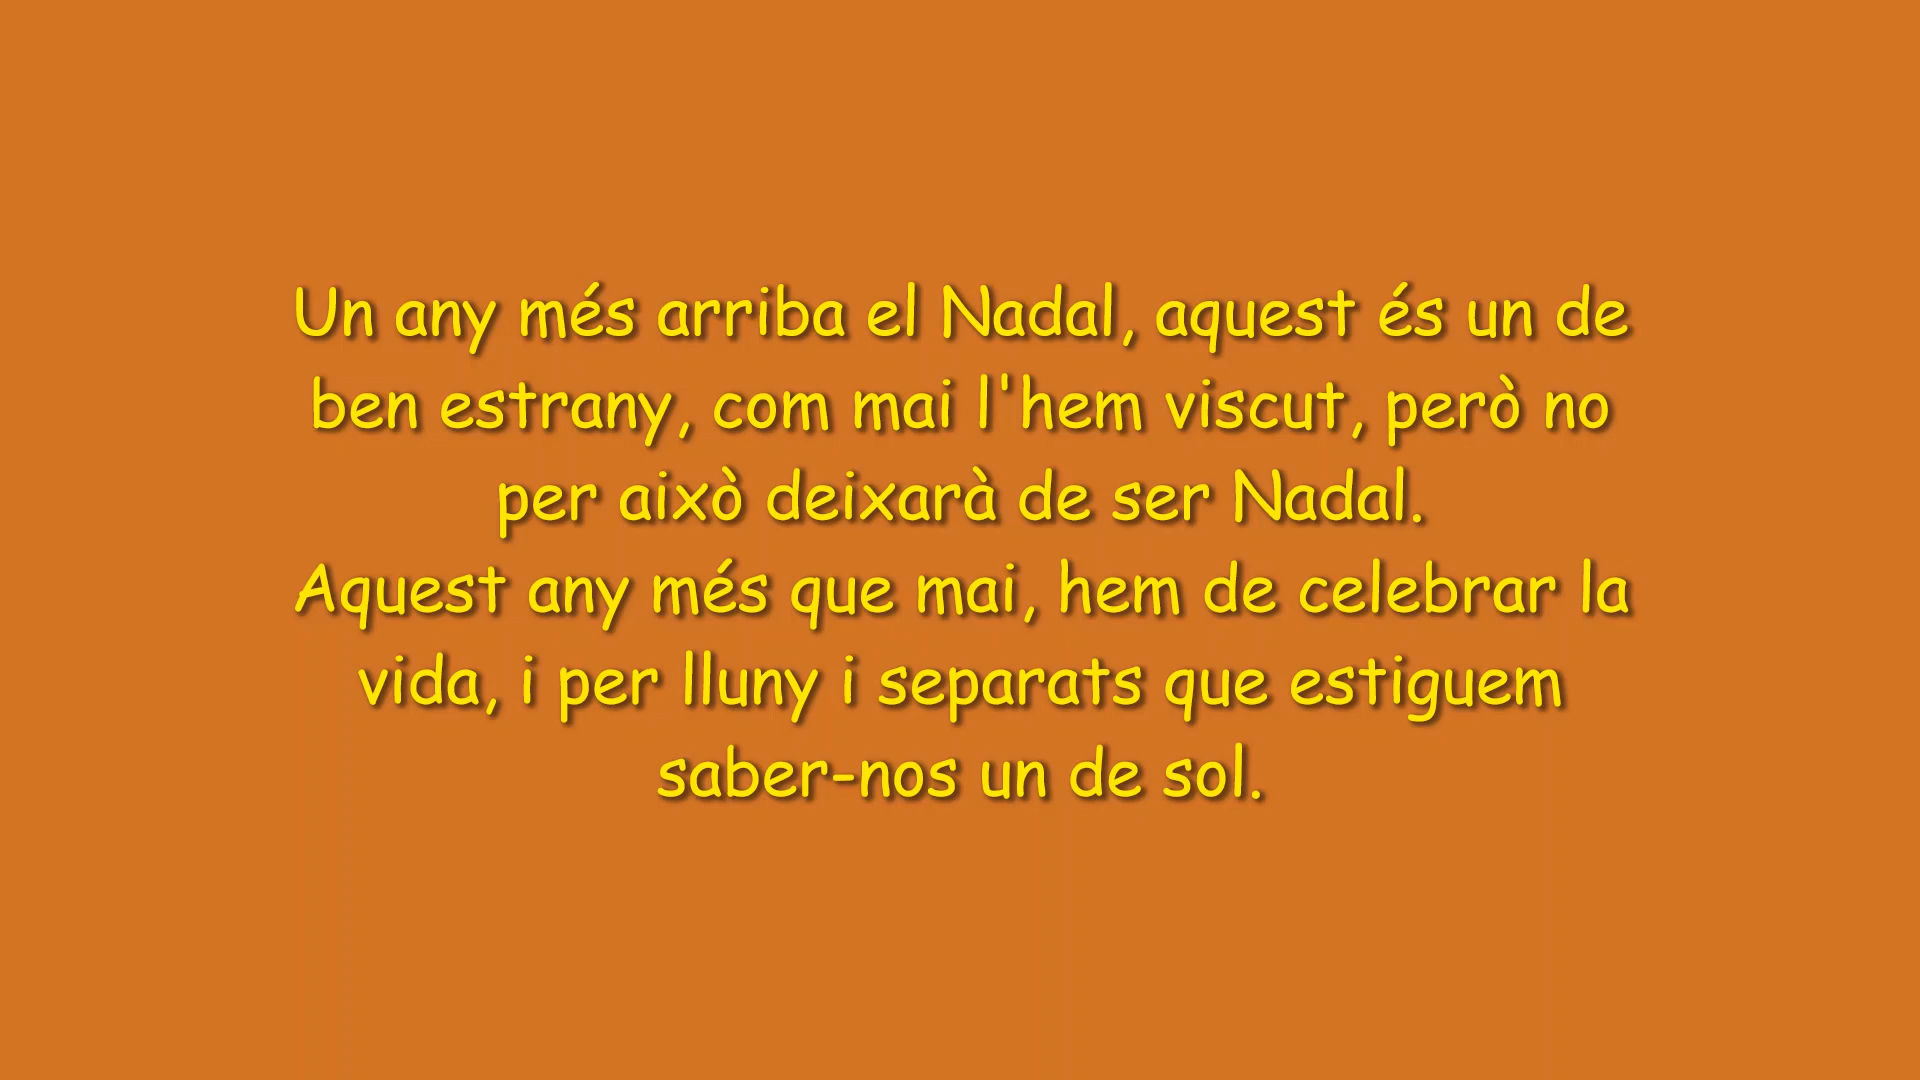 Un any més arriba el Nadal, aquest és un de
ben estrany, com mai l'hem viscut, però no
per això deixarà de ser Nadal.
Aquest any més que mai, hem de celebrar la
vida, i per lluny i separats que estiguem
saber-nos un de sol.